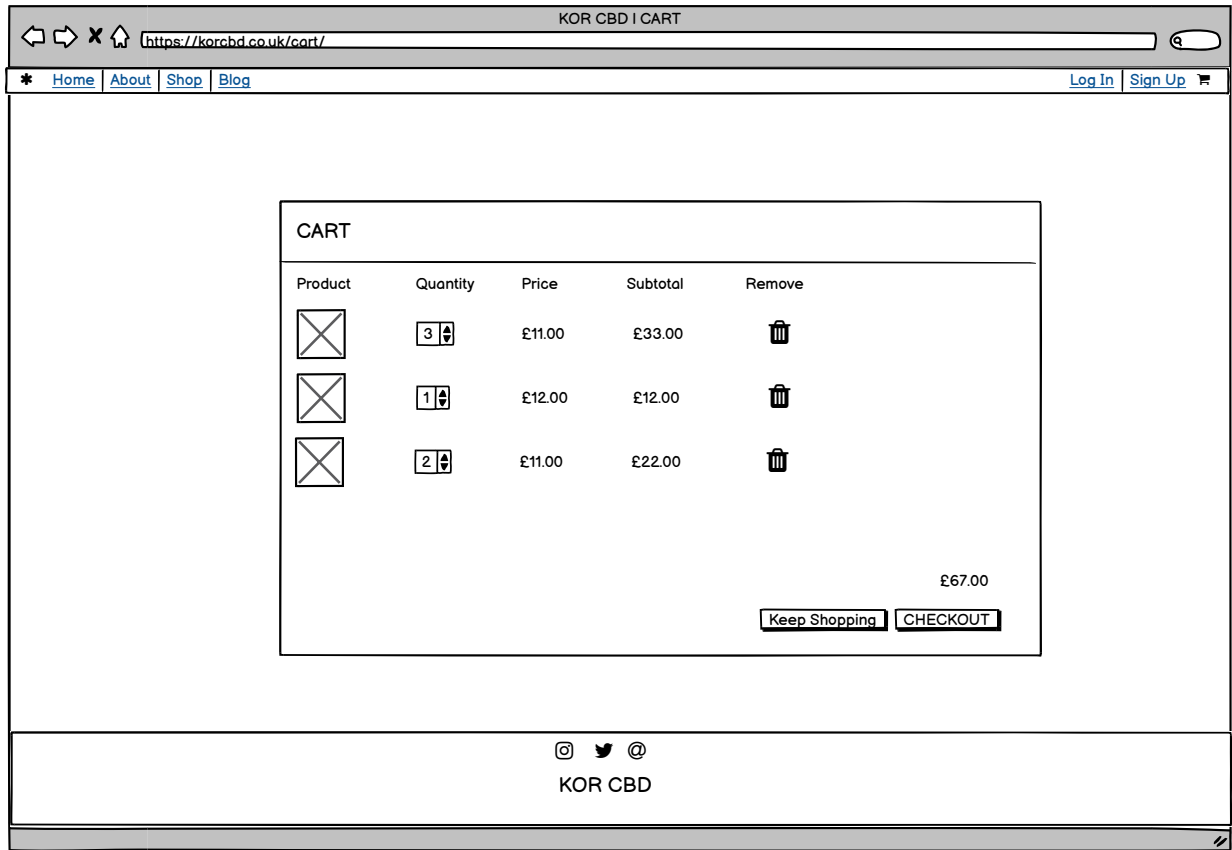 KOR CBD | CART
https://korcbd.co.uk/cart/
Home About Shop Blog Log In Sign Up
CART
Product Quantity Price Subtotal Remove
3 £11.00 £33.00
1 £12.00 £12.00
2 £11.00 £22.00
£67.00
Keep Shopping CHECKOUT
@
KOR CBD